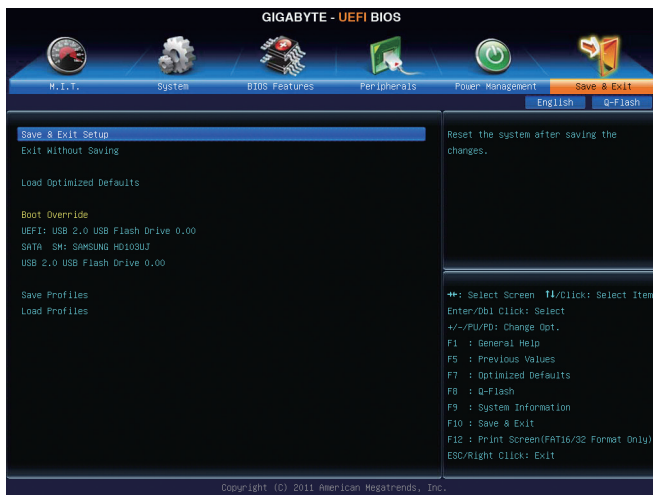 GIGABYTE - UEFI BIOS
M.I.T.
System
BIOS Features
Peripherals
Power Management
Save & Exit
English
Q-Flash
Save & Exit Setup
Exit Without Saving
Load Optimized Defaults
Boot Override
UEFI: USB 2.0 USB Flash Drive 0.00
SATA SM: SAMSUNG HD103UJ
USB 2.0 USB Flash Drive 0.00
Save Profiles
Load Profiles
Reset the system after saving the
changes.
→←: Select Screen ↑↓/Click: Select Item
Enter/Dbl Click: Select
+/-/PU/PD: Change Opt.
F1 : General Help
F5 : Previous Values
F7 : Optimized Defaults
F8 : Q-Flash
F9 : System Information
F10 : Save & Exit
F12 : Print Screen(FAT16/32 Format Only)
ESC/Right Click: Exit
Copyright (C) 2011 American Megatrends, Inc.